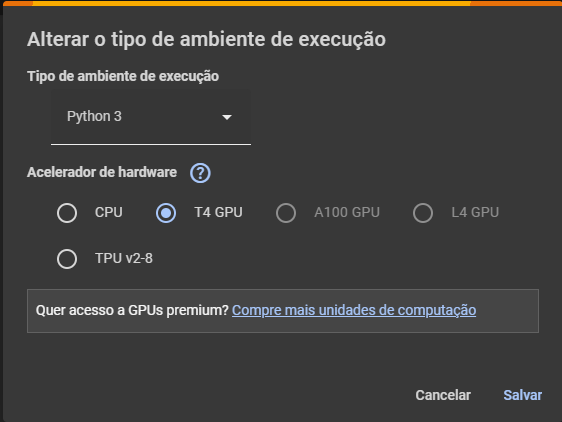 Alterar o tipo de ambiente de execução
Tipo de ambiente de execução
Python 3
Acelerador de hardware ?
CPU T4 GPU A100 GPU L4 GPU
TPU v2-8
Quer acesso a GPUs premium? Compre mais unidades de computação
Cancelar Salvar